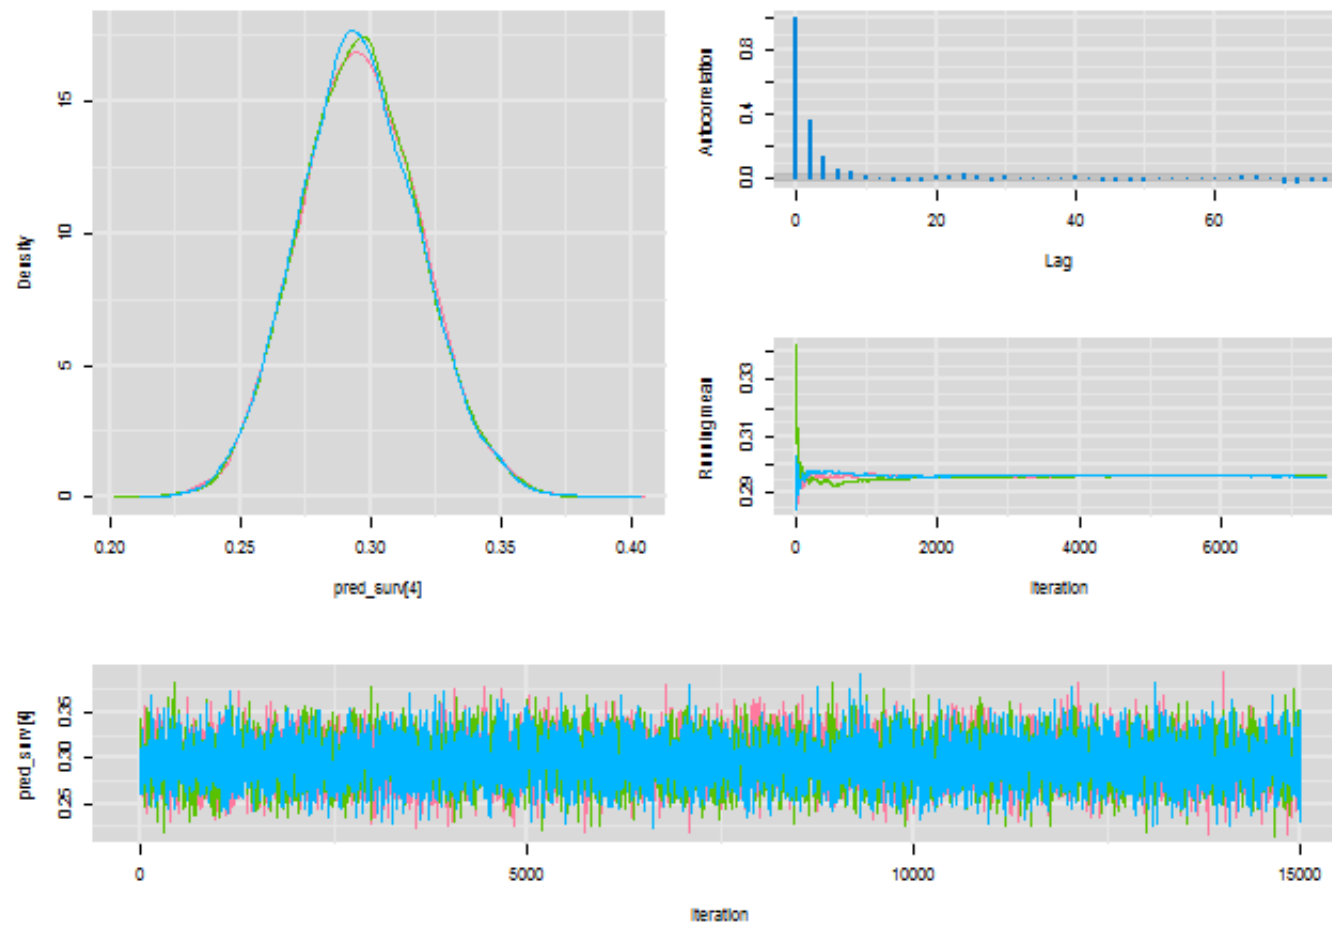 Density
15
10
5
0
0.20 0.25 0.30 0.35 0.40
pred_surv[4]
Autocorrelation
0.8
0.4
0.0
0 20 40 60
Lag
Running mean
0.33
0.31
0.29
0 2000 4000 6000
Iteration
pred_surv[4]
0.35
0.30
0.25
0 5000 10000 15000
Iteration